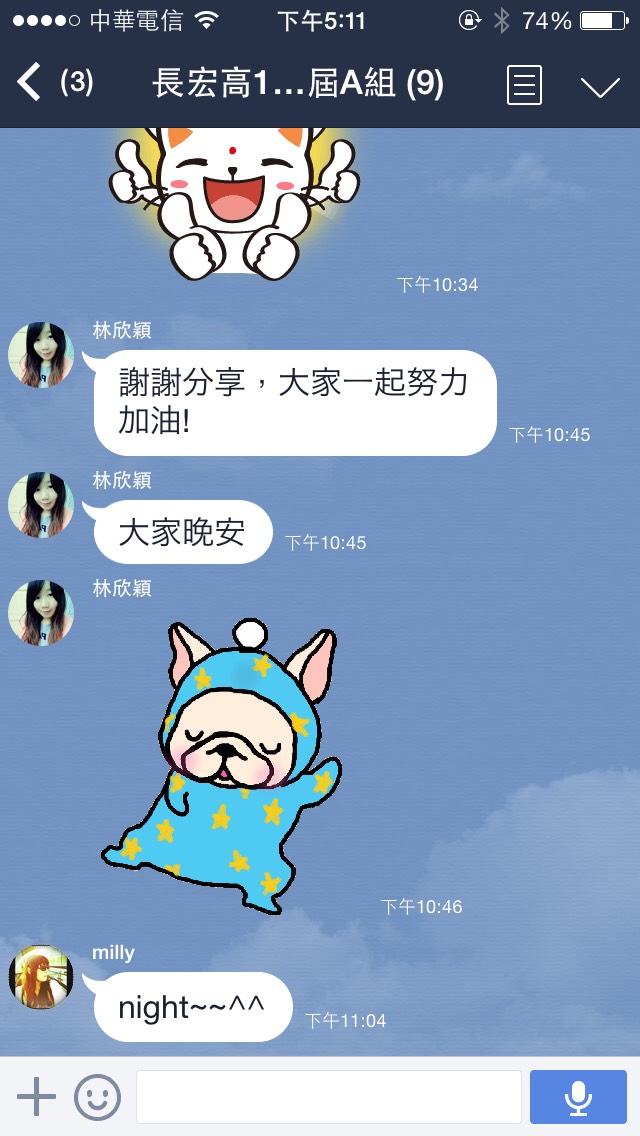 中華電信 下午5:11 74%
(3) 長宏高1...屆A組 (9)
下午10:34
林欣穎
謝謝分享，大家一起努力
加油!
下午10:45
林欣穎
大家晚安
下午10:45
林欣穎
下午10:46
milly
night~~^^
下午11:04